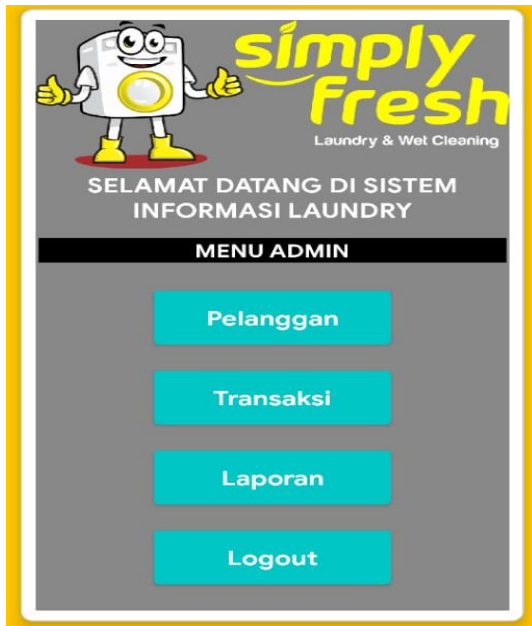 simply
fresh
Laundry & Wet Cleaning
SELAMAT DATANG DI SISTEM
INFORMASI LAUNDRY
MENU ADMIN
Pelanggan
Transaksi
Laporan
Logout